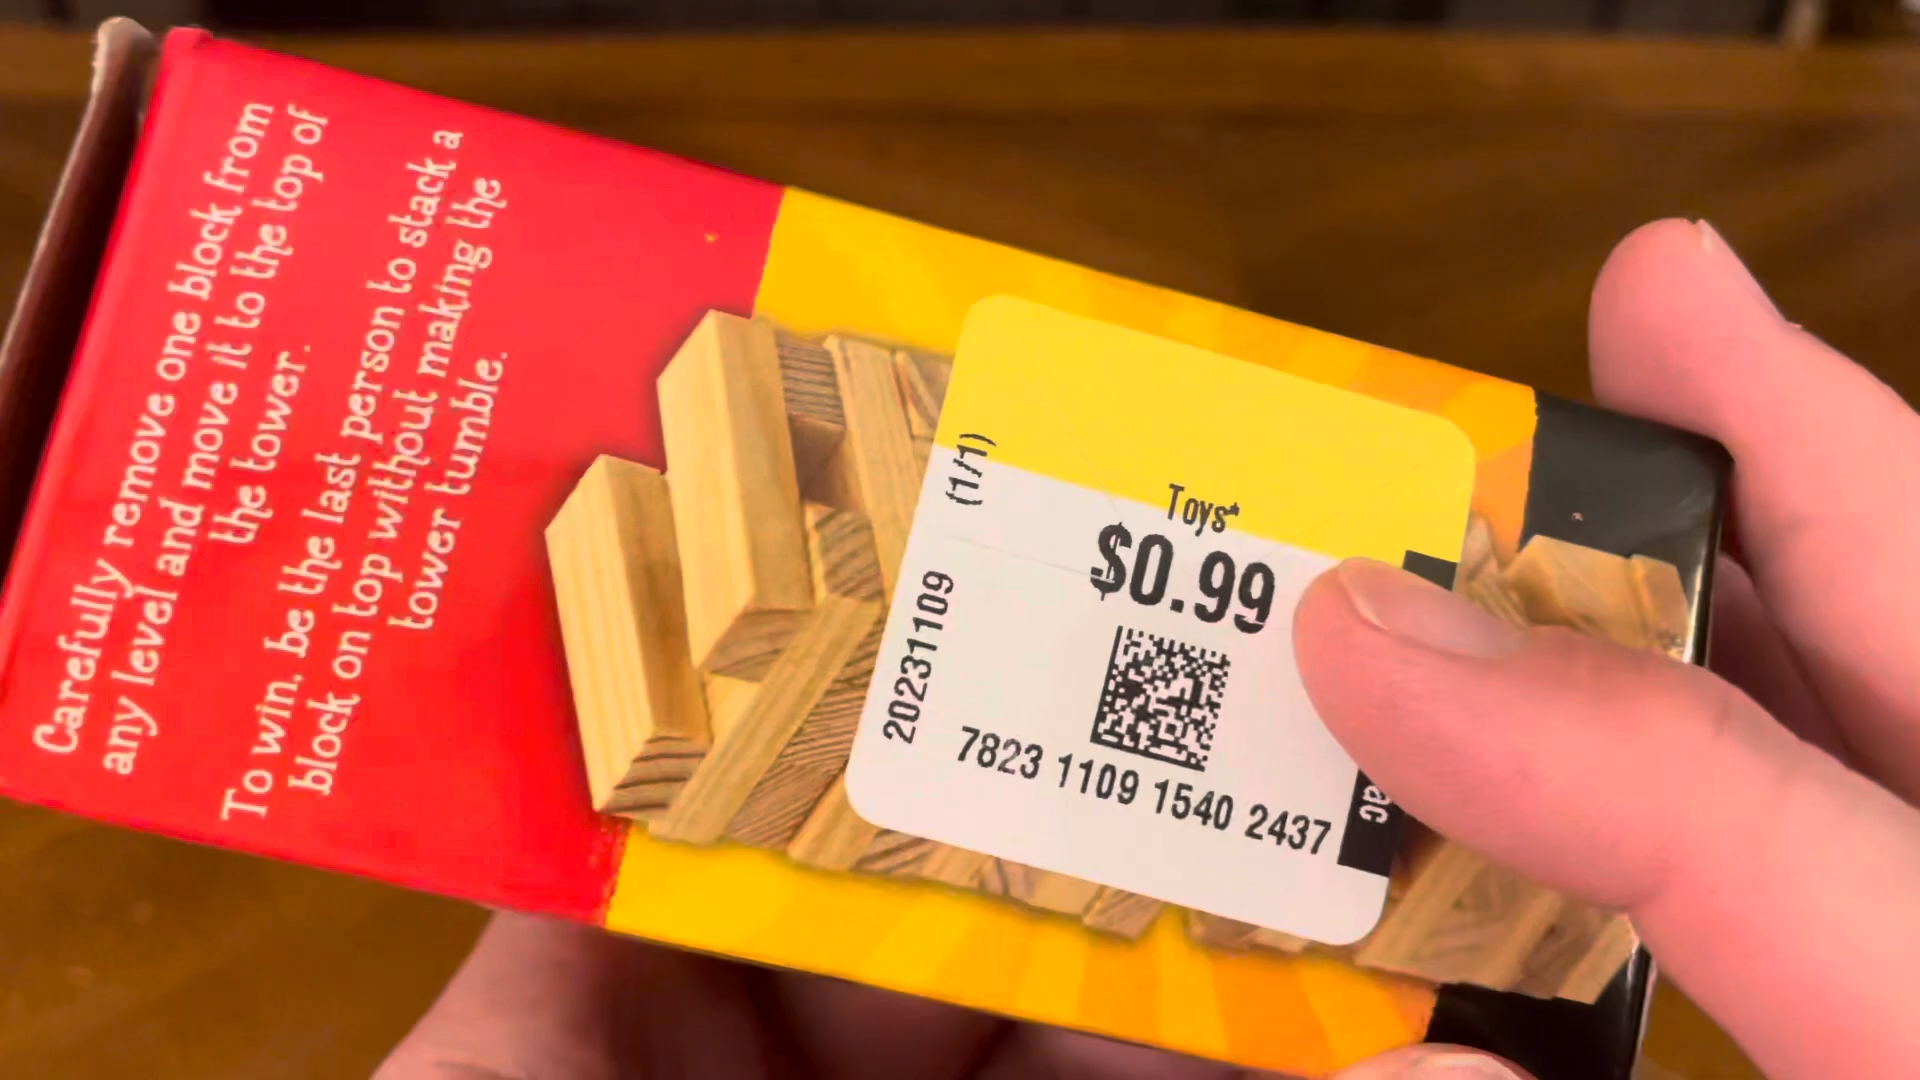 Carefully remove one block from
any level and move it to the top of
the tower.
To win, be the last person to stack a
block on top without making the
tower tumble.
(1/1)
20231109
Toys*
$0.99
7823 1109 1540 2437